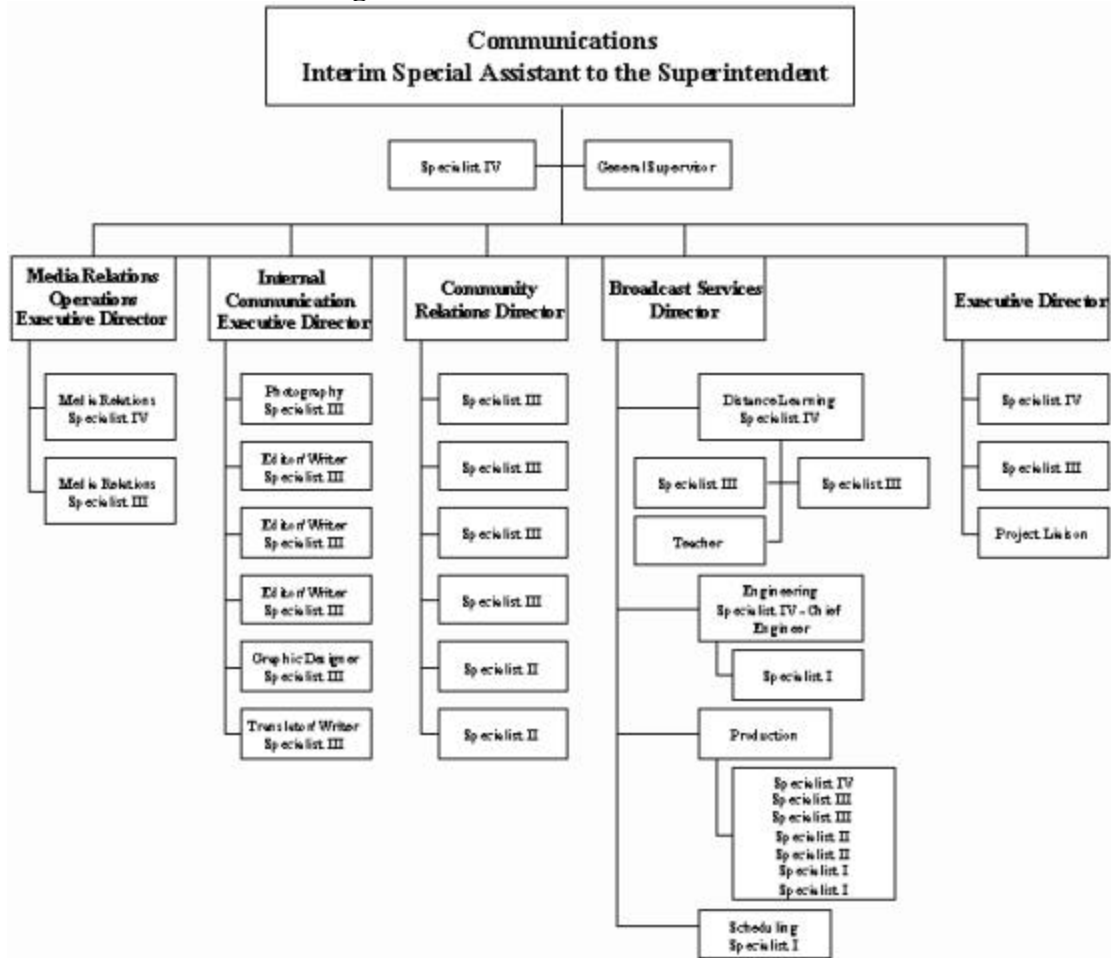 Communications
Interim Special Assistant to the Superintendent
Specialist IV
General Supervisor
Media Relations
Operations
Executive Director
Media Relations
Specialist IV
Media Relations
Specialist III
Internal
Communication
Executive Director
Photography
Specialist III
Editor/Writer
Specialist III
Editor/Writer
Specialist III
Editor/Writer
Specialist III
Graphic Designer
Specialist III
Translator/Writer
Specialist III
Community
Relations Director
Specialist III
Specialist III
Specialist III
Specialist III
Specialist II
Specialist II
Broadcast Services
Director
Distance Learning
Specialist IV
Specialist III
Specialist III
Teacher
Engineering
Specialist IV - Chief
Engineer
Specialist I
Production
Specialist IV
Specialist III
Specialist III
Specialist II
Specialist II
Specialist I
Specialist I
Scheduling
Specialist I
Executive Director
Specialist IV
Specialist III
Project Liaison